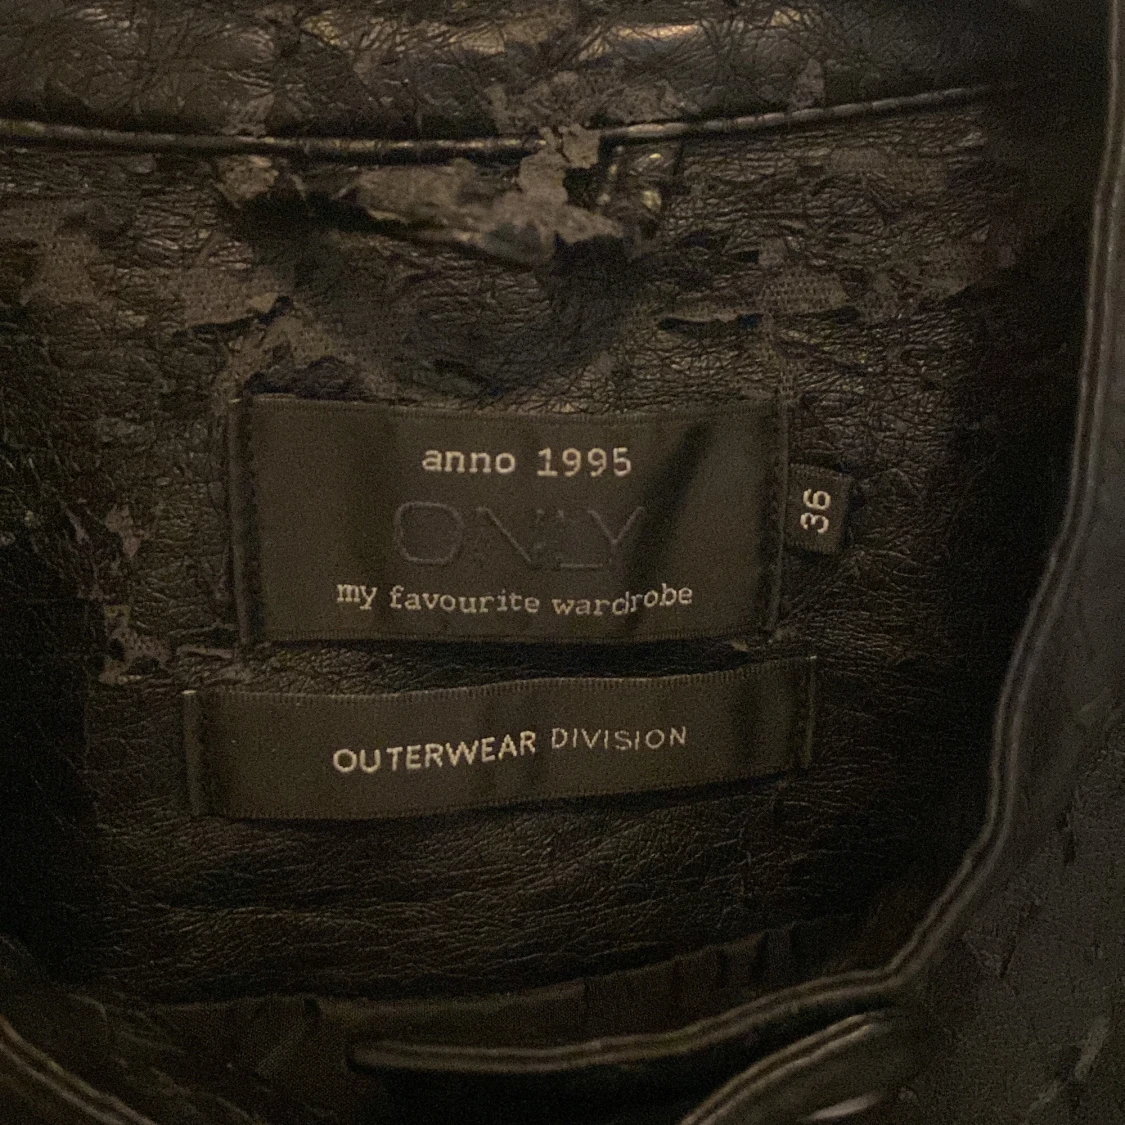 anno 1995
ONLY
my favourite wardrobe
36
OUTERWEAR DIVISION